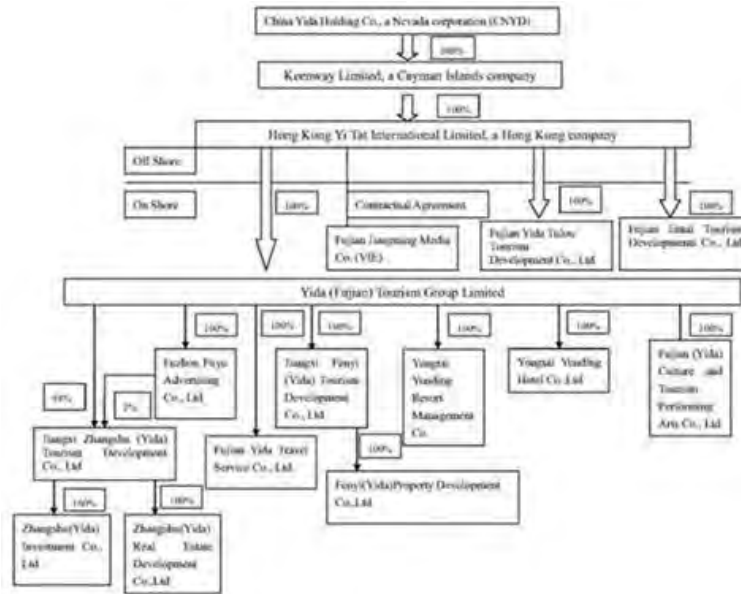 China Yida Holding Co., a Nevada corporation (CNYD)
100%
Keenway Limited, a Cayman Islands company
100%
Hong Kong Yi Tat International Limited, a Hong Kong company
Off Shore
On Shore
100%
Contractual Agreement
100%
100%
Fujian Jiangning Media
Co. (VIE)
Fujian Yida Tulou
Tourism
Development Co., Ltd
Fujian Tourism
Developments Co., Ltd
Yida (Fujian) Tourism Group Limited
100%
100%
100%
100%
100%
100%
Fuzhou Fuyu
Advertising
Co., Ltd
Jiangxi Fenyi
(Yida) Tourism
Development
Co., Ltd
Yongtai
Yunding
Resort
Management
Co.
Yongtai Yunding
Hotel Co.,Ltd
Fujian (Yida)
Culture and
Tourism
Performing
Arts Co., Ltd
Jiangxi Zhangshu (Yida)
Tourism Development
Co., Ltd
Fujian Yida Travel
Service Co., Ltd.
100%
Fenyi(Yida)Property Development
Co.,Ltd
100%
100%
Zhangshu(Yida)
Investment Co.,
Ltd
Zhangshu(Yida)
Real Estate
Development
Co.,Ltd